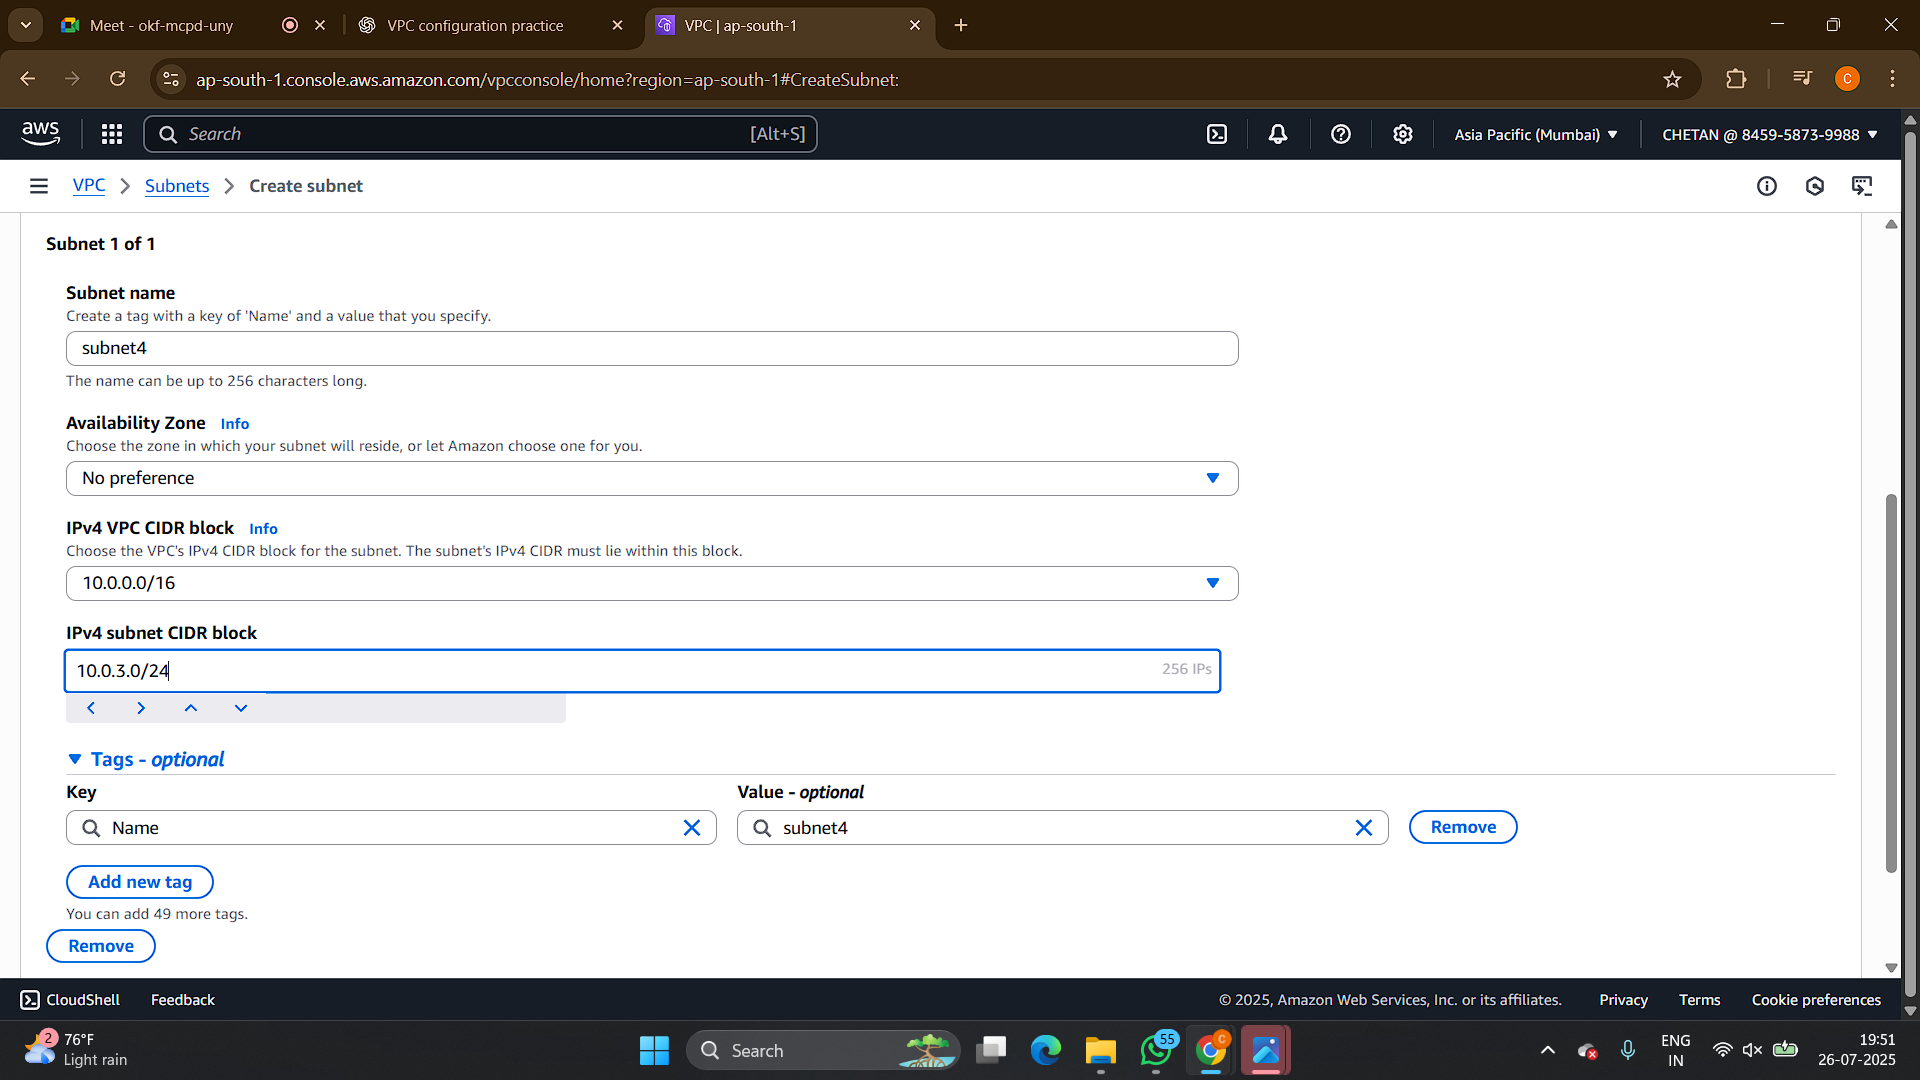 Meet - okf-mcpd-uny
VPC configuration practice
VPC | ap-south-1
ap-south-1.console.aws.amazon.com/vpcconsole/home?region=ap-south-1#CreateSubnet:
C
aws
Search
[Alt+S]
Asia Pacific (Mumbai)
CHETAN @ 8459-5873-9988
VPC
Subnets
Create subnet
Subnet 1 of 1
Subnet name
Create a tag with a key of 'Name' and a value that you specify.
subnet4
The name can be up to 256 characters long.
Availability Zone Info
Choose the zone in which your subnet will reside, or let Amazon choose one for you.
No preference
IPv4 VPC CIDR block Info
Choose the VPC's IPv4 CIDR block for the subnet. The subnet's IPv4 CIDR must lie within this block.
10.0.0.0/16
IPv4 subnet CIDR block
10.0.3.0/24
256 IPs
Tags - optional
Key
Value - optional
Name
subnet4
Remove
Add new tag
You can add 49 more tags.
Remove
CloudShell
Feedback
© 2025, Amazon Web Services, Inc. or its affiliates.
Privacy
Terms
Cookie preferences
2
76°F
Light rain
Search
55
C
ENG
IN
19:51
26-07-2025